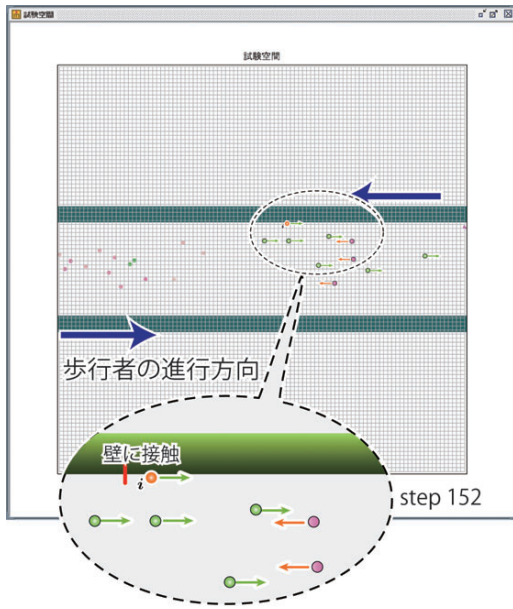 試験空間
試験空間
歩行者の進行方向
壁に接触
i
step 152